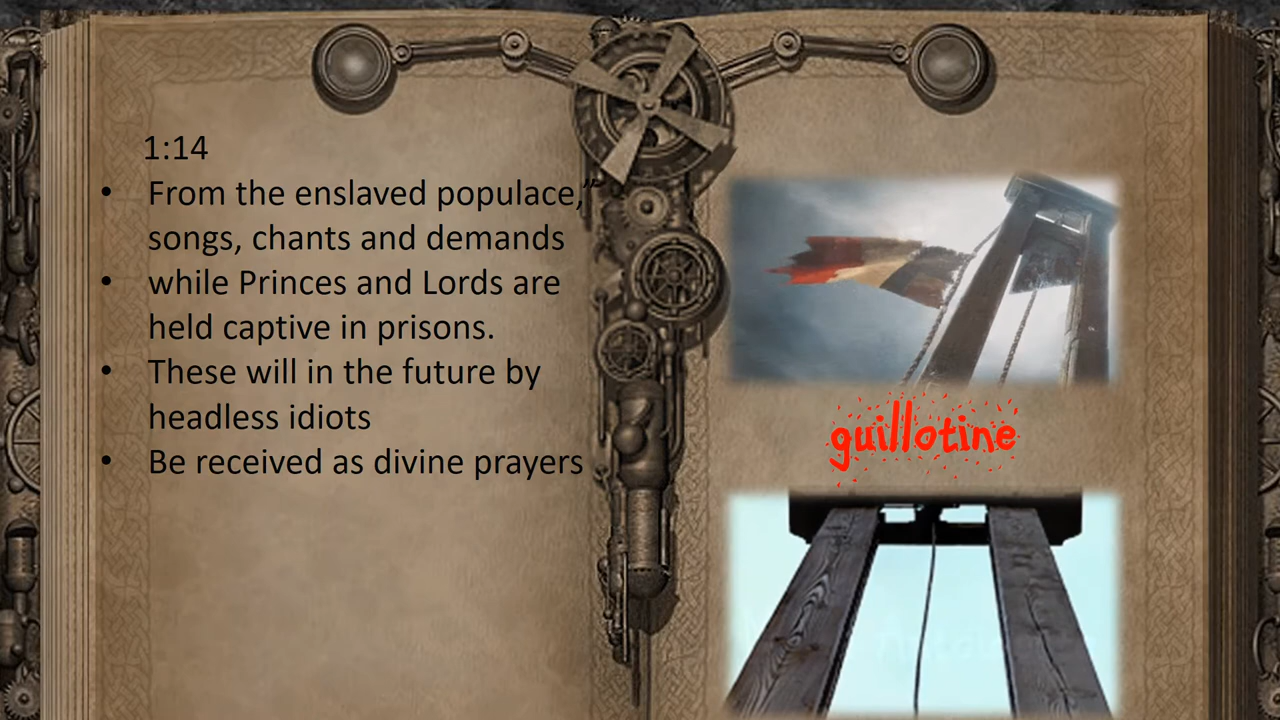 1:14
• From the enslaved populace,”
songs, chants and demands
• while Princes and Lords are
held captive in prisons.
• These will in the future by
headless idiots
• Be received as divine prayers
guillotine